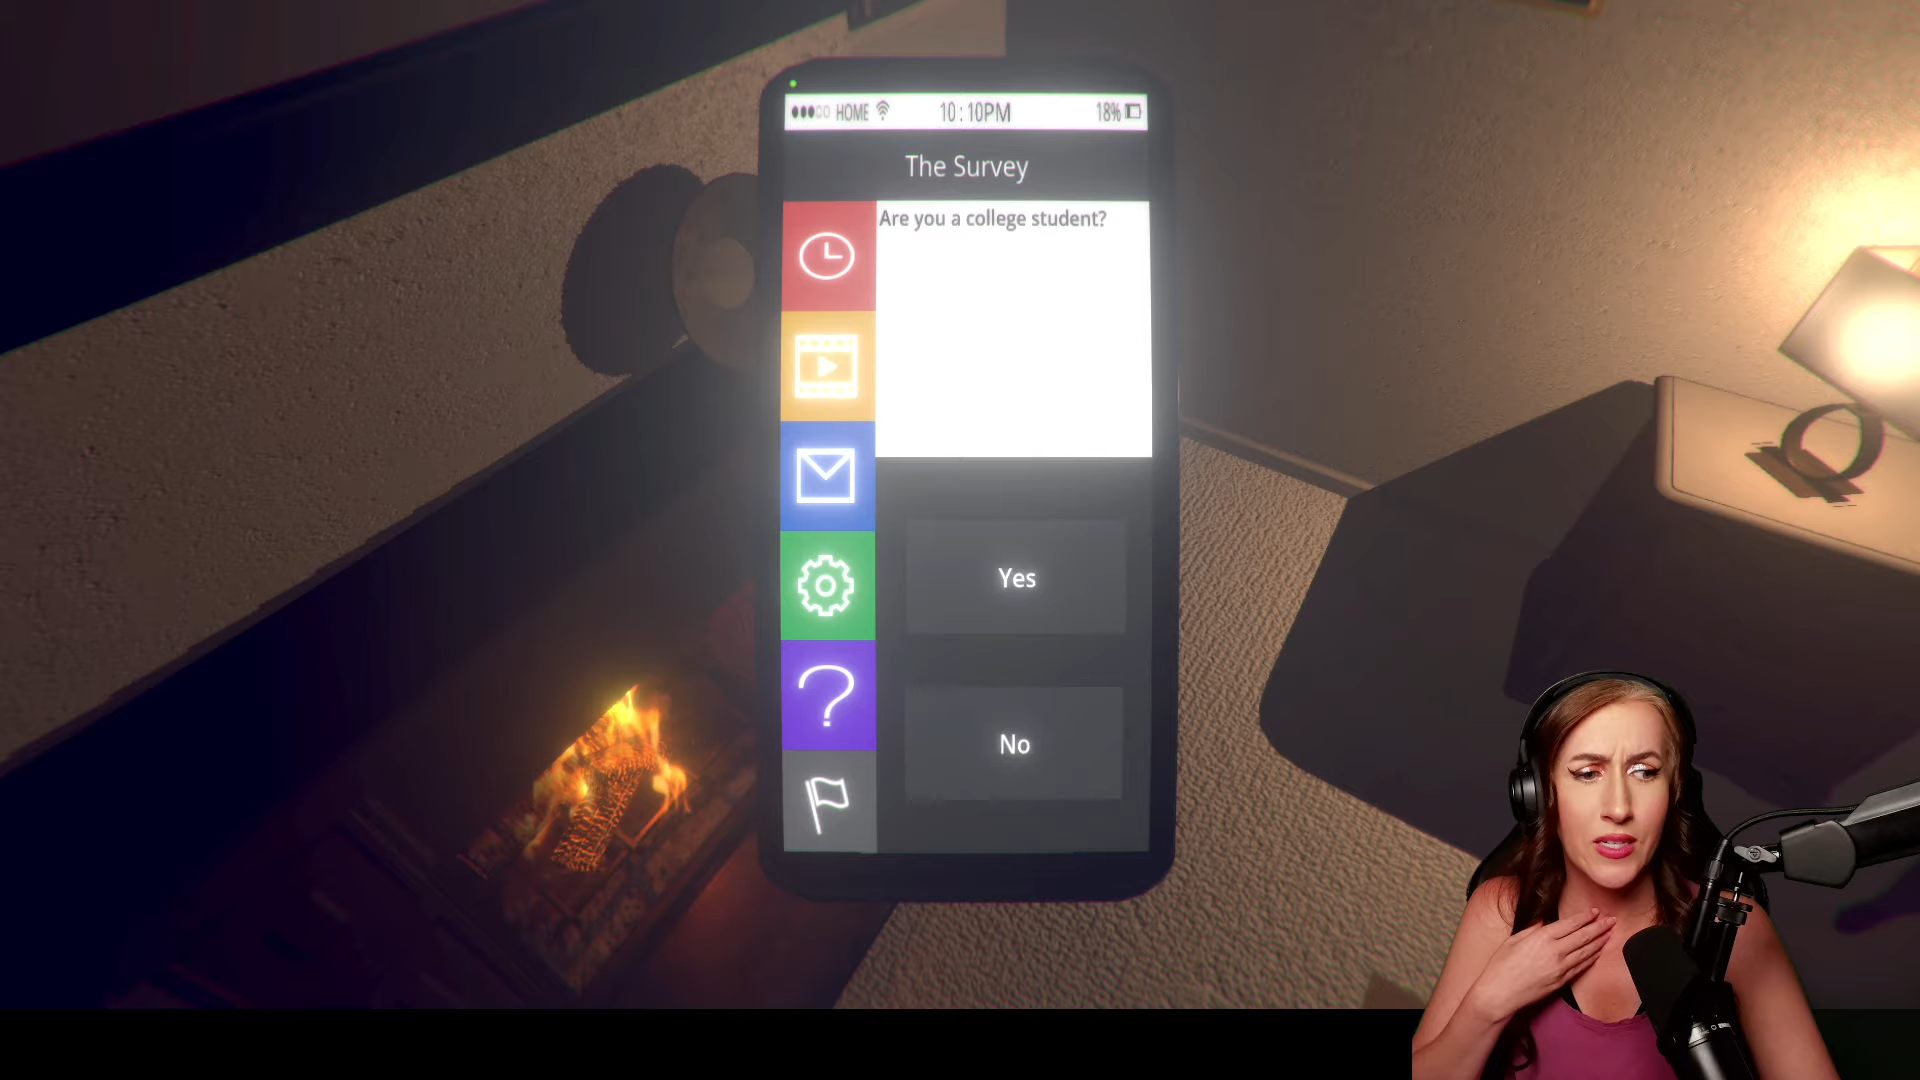 HOME 10:10PM 18%
The Survey
Are you a college student?
Yes
No